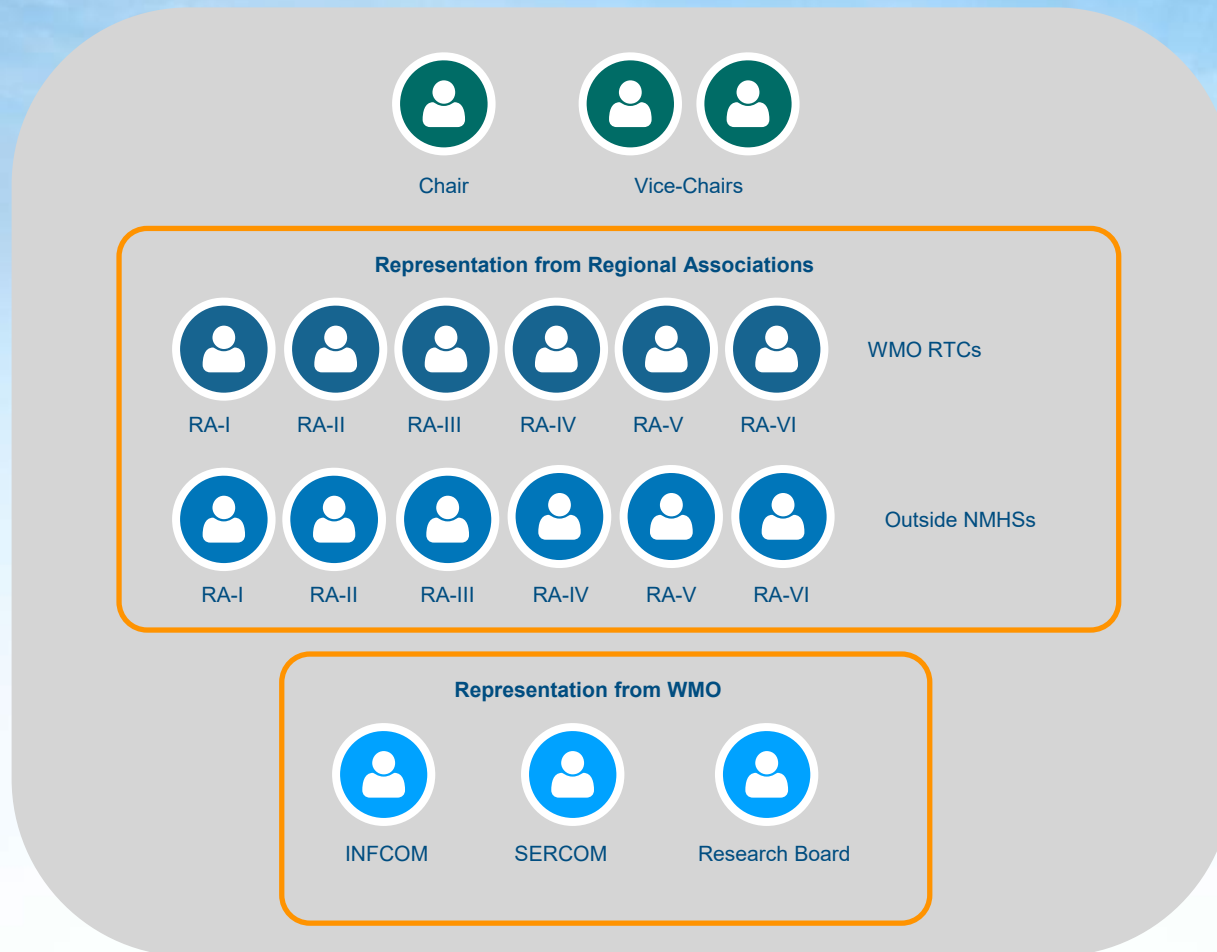 Chair
Vice-Chairs
Representation from Regional Associations
WMO RTCs
RA-I RA-II RA-III RA-IV RA-V RA-VI
Outside NMHSs
RA-I RA-II RA-III RA-IV RA-V RA-VI
Representation from WMO
INFCOM SERCOM Research Board